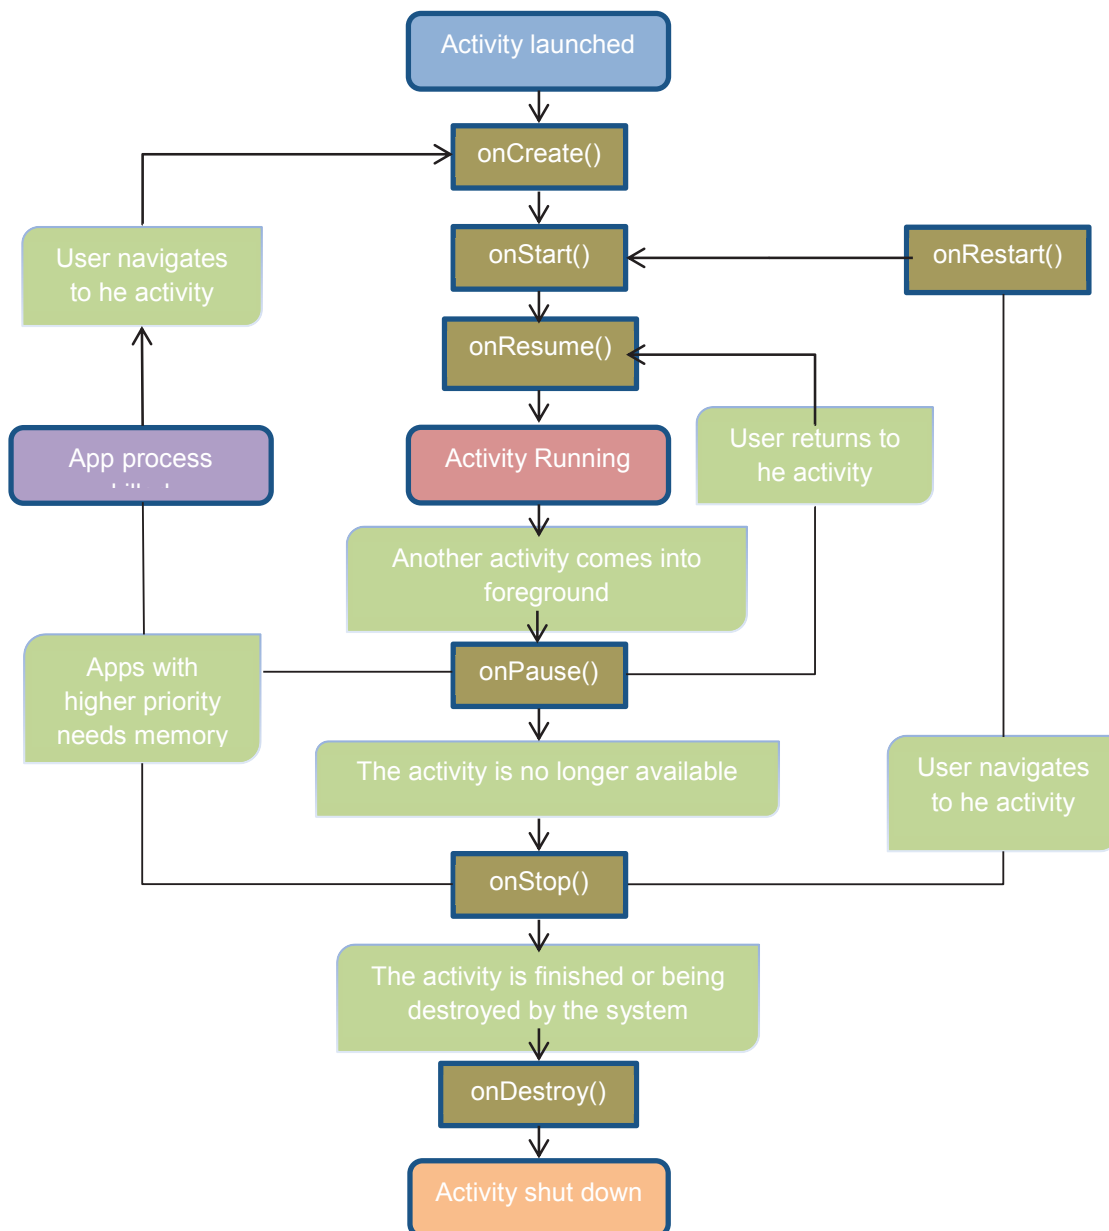 Activity launched
onCreate()
User navigates
to he activity
onStart()
onRestart()
onResume()
App process
Activity Running
User returns to
he activity
Another activity comes into
foreground
onPause()
Apps with
higher priority
needs memory
The activity is no longer available
User navigates
to he activity
onStop()
The activity is finished or being
destroyed by the system
onDestroy()
Activity shut down